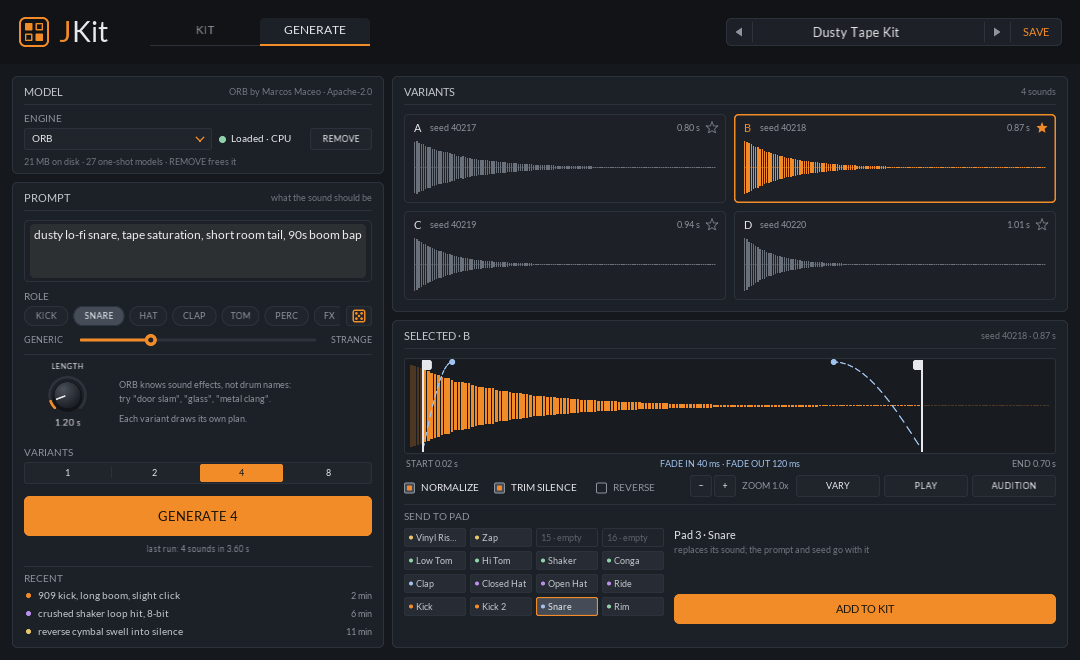 JKit
KIT
GENERATE
Dusty Tape Kit
SAVE
MODEL
ORB by Marcos Maceo · Apache-2.0
ENGINE
ORB
Loaded · CPU
REMOVE
21 MB on disk · 27 one-shot models · REMOVE frees it
PROMPT
what the sound should be
dusty lo-fi snare, tape saturation, short room tail, 90s boom bap
ROLE
KICK
SNARE
HAT
CLAP
TOM
PERC
FX
GENERIC
STRANGE
LENGTH
1.20 s
ORB knows sound effects, not drum names:
try "door slam", "glass", "metal clang".
Each variant draws its own plan.
VARIANTS
1
2
4
8
GENERATE 4
last run: 4 sounds in 3.60 s
RECENT
909 kick, long boom, slight click
2 min
crushed shaker loop hit, 8-bit
6 min
reverse cymbal swell into silence
11 min
VARIANTS
4 sounds
A seed 40217 0.80 s
B seed 40218 0.87 s
C seed 40219 0.94 s
D seed 40220 1.01 s
SELECTED · B
seed 40218 · 0.87 s
START 0.02 s
FADE IN 40 ms · FADE OUT 120 ms
END 0.70 s
NORMALIZE
TRIM SILENCE
REVERSE
−
+
ZOOM 1.0x
VARY
PLAY
AUDITION
SEND TO PAD
Vinyl Ris...
Zap
15 · empty
16 · empty
Low Tom
Hi Tom
Shaker
Conga
Clap
Closed Hat
Open Hat
Ride
Kick
Kick 2
Snare
Rim
Pad 3 · Snare
replaces its sound; the prompt and seed go with it
ADD TO KIT